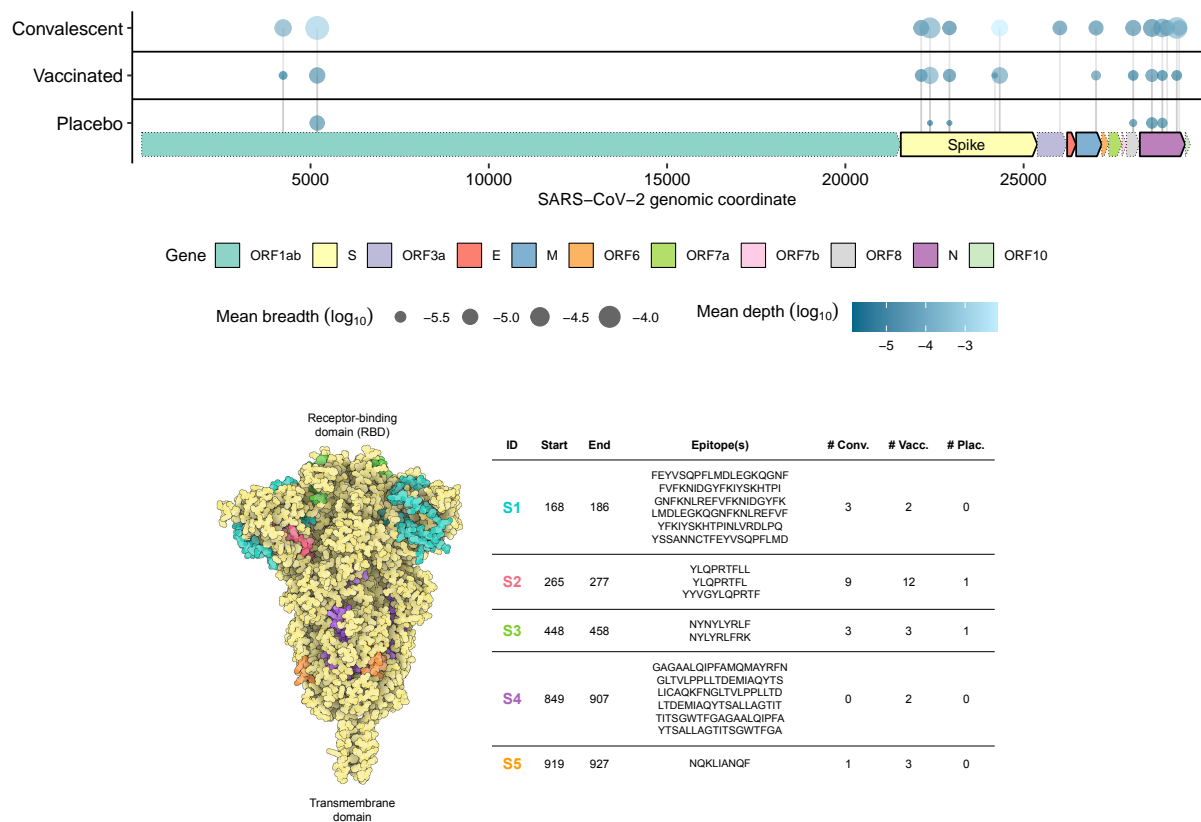 Convalescent
Vaccinated
Placebo
Spike
5000 10000 15000 20000 25000
SARS−CoV−2 genomic coordinate
Gene ORF1ab S ORF3a E M ORF6 ORF7a ORF7b ORF8 N ORF10
Mean breadth (log10) −5.5 −5.0 −4.5 −4.0 Mean depth (log10)
−5 −4 −3
Receptor-binding
domain (RBD)
Transmembrane
domain
ID Start End Epitope(s) # Conv. # Vacc. # Plac.
FEYVSQPFLMDLEGKQGNF
FVFKNIDGYFKIYSKHTPI
GNFKNLREFVFKNIDGYFK
S1 168 186 3 2 0
LMDLEGKQGNFKNLREFVF
YFKIYSKHTPINLVRDLPQ
YSSANNCTFEYVSQPFLMD
YLQPRTFLL
S2 265 277 YLQPRTFL 9 12 1
YYVGYLQPRTF
NYNYLYRLF
S3 448 458 3 3 1
NYLYRLFRK
GAGAALQIPFAMQMAYRFN
GLTVLPPLLTDEMIAQYTS
LICAQKFNGLTVLPPLLTD
S4 849 907 0 2 0
LTDEMIAQYTSALLAGTIT
TITSGWTFGAGAALQIPFA
YTSALLAGTITSGWTFGA
S5 919 927 NQKLIANQF 1 3 0